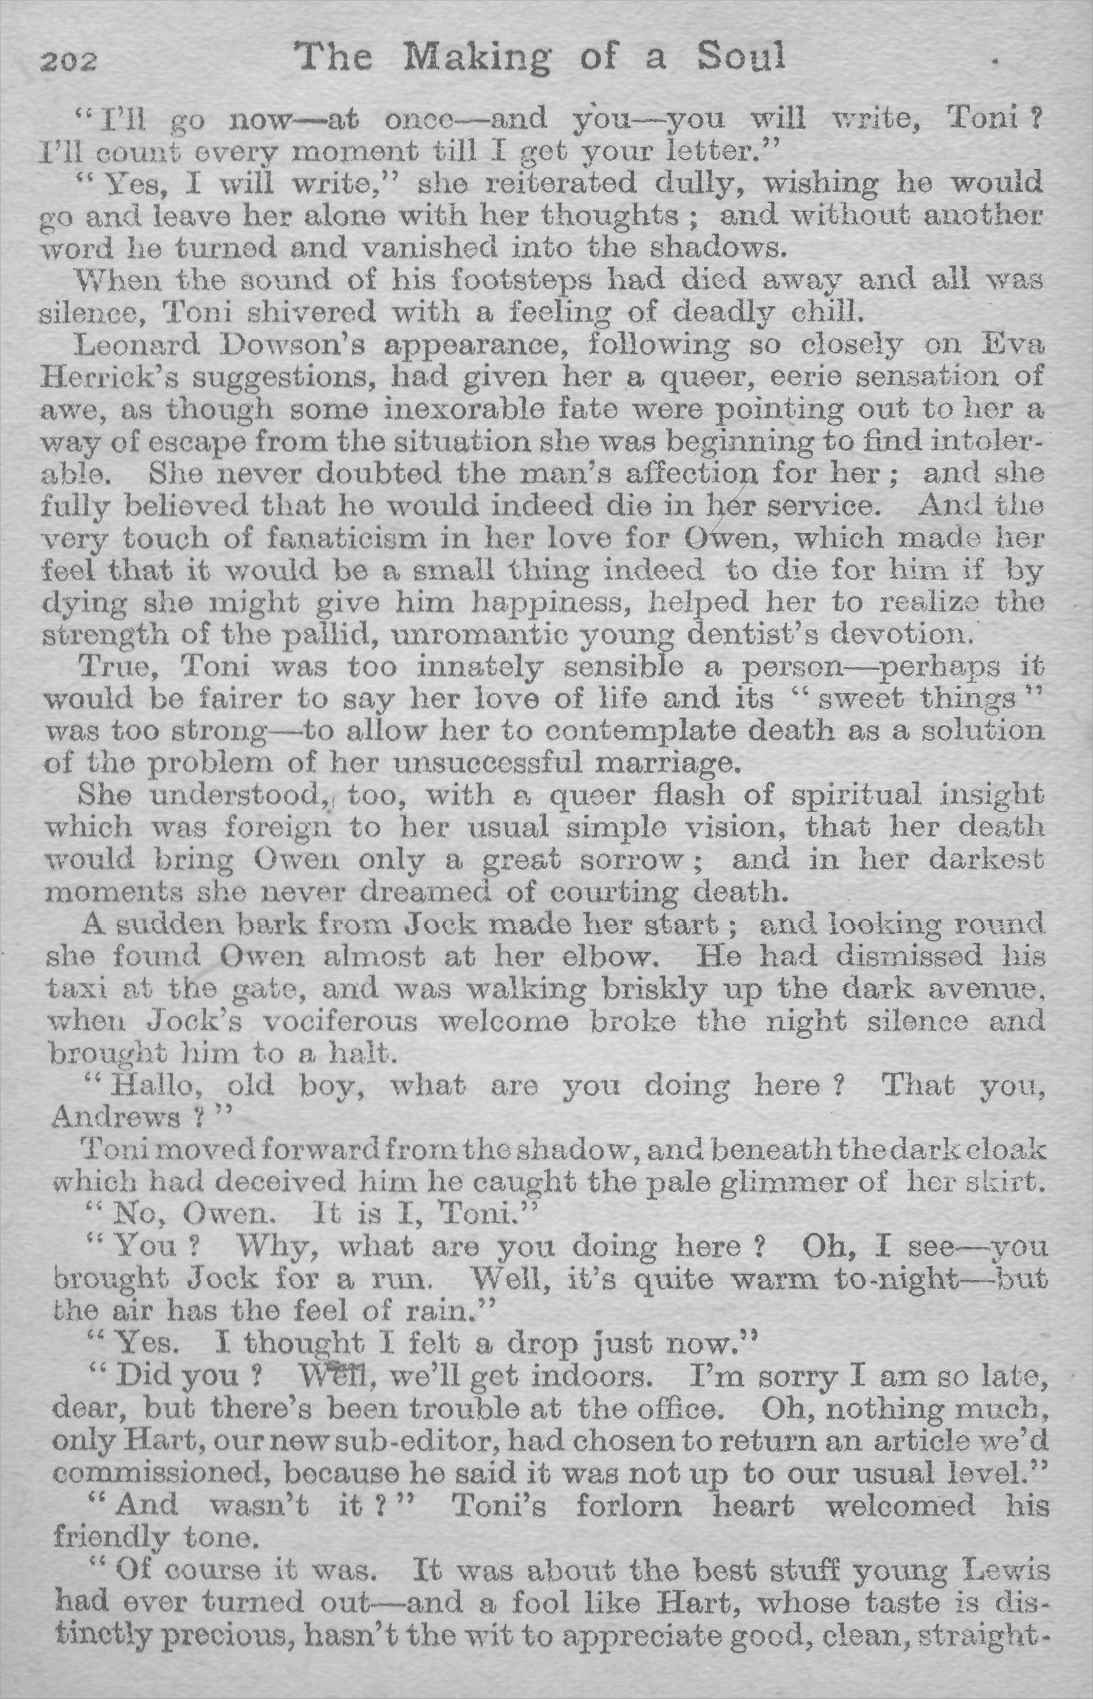 202 The Making of a Soul
“I’ll go now—at once—and you—you will write, Toni ?
I’ll count every moment till I get your letter.”
“ Yes, I will write,” she reiterated dully, wishing he would
go and leave her alone with her thoughts ; and without another
word he turned and vanished into the shadows.
When the sound of his footsteps had died away and all was
silence, Toni shivered with a feeling of deadly chill.
Leonard Dowson’s appearance, following so closely on Eva
Herrick’s suggestions, had given her a queer, eerie sensation of
awe, as though some inexorable fate were pointing out to her a
way of escape from the situation she was beginning to find intoler-
able. She never doubted the man’s affection for her ; and she
fully believed that he would indeed die in her service. And the
very touch of fanaticism in her love for Owen, which made her
feel that it would be a small thing indeed to die for him if by
dying she might give him happiness, helped her to realize the
strength of the pallid, unromantic young dentist’s devotion.
True, Toni was too innately sensible a person—perhaps it
would be fairer to say her love of life and its “ sweet things ”
was too strong—to allow her to contemplate death as a solution
of the problem of her unsuccessful marriage.
She understood, too, with a queer flash of spiritual insight
which was foreign to her usual simple vision, that her death
would bring Owen only a great sorrow ; and in her darkest
moments she never dreamed of courting death.
A sudden bark from Jock made her start ; and looking round
she found Owen almost at her elbow. He had dismissed his
taxi at the gate, and was walking briskly up the dark avenue,
when Jock’s vociferous welcome broke the night silence and
brought him to a halt.
“ Hallo, old boy, what are you doing here ? That you,
Andrews ? ”
Toni moved forward from the shadow, and beneath the dark cloak
which had deceived him he caught the pale glimmer of her skirt.
“ No, Owen. It is I, Toni.”
“ You ? Why, what are you doing here ? Oh, I see—you
brought Jock for a run. Well, it’s quite warm to-night—but
the air has the feel of rain.”
“ Yes. I thought I felt a drop just now.”
“ Did you ? Well, we’ll get indoors. I’m sorry I am so late,
dear, but there’s been trouble at the office. Oh, nothing much,
only Hart, our new sub-editor, had chosen to return an article we’d
commissioned, because he said it was not up to our usual level.”
“ And wasn’t it ? ” Toni’s forlorn heart welcomed his
friendly tone.
“ Of course it was. It was about the best stuff young Lewis
had ever turned out—and a fool like Hart, whose taste is dis-
tinctly precious, hasn’t the wit to appreciate good, clean, straight-